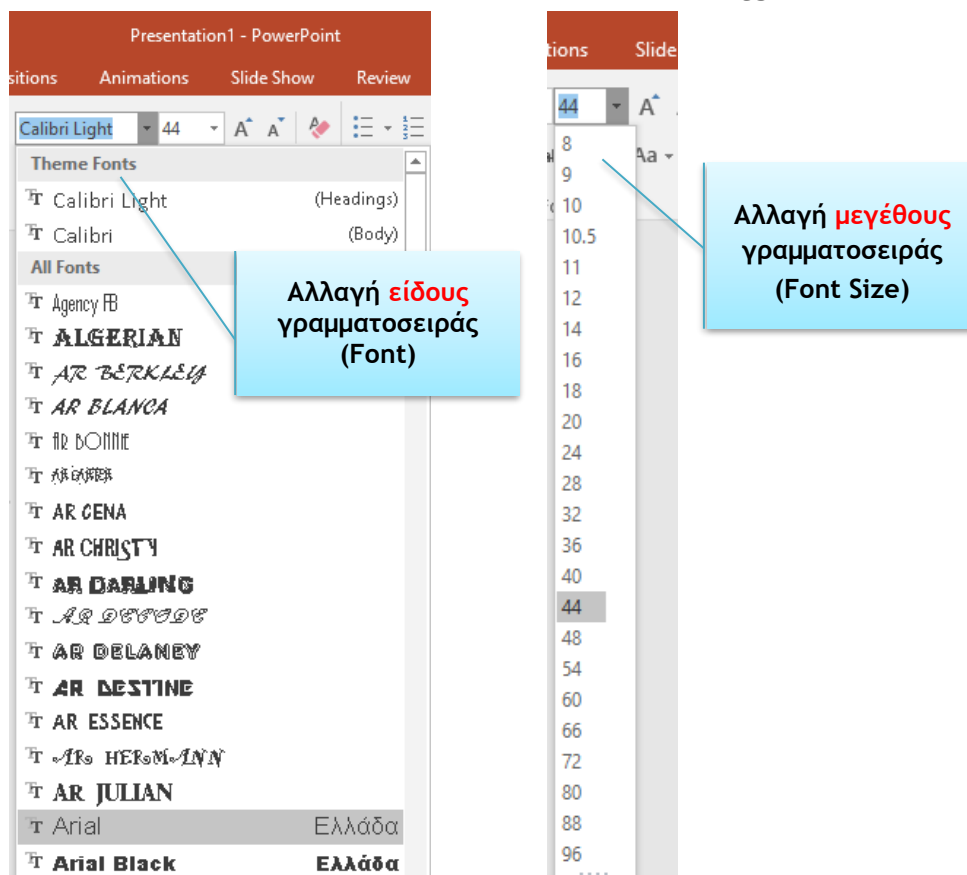 Presentation1 - PowerPoint
Animations Slide Show Review
Calibri Light 44
Theme Fonts
Calibri Light (Headings)
Calibri (Body)
All Fonts
Agency FB
ALGERIAN
AR BERKLEY
AR BLANCA
AR BONNIE
AR CENA
AR CHRISTY
AR DARLING
AR DECODE
AR DELANEY
AR DESTINE
AR ESSENCE
AR HERMANN
AR JULIAN
Arial Ελλάδα
Arial Black Ελλάδα
Αλλαγή είδους
γραμματοσειράς
(Font)
Slide
44
Aa
8
9
10
10.5
11
12
14
16
18
20
24
28
32
36
40
44
48
54
60
66
72
80
88
96
Αλλαγή μεγέθους
γραμματοσειράς
(Font Size)